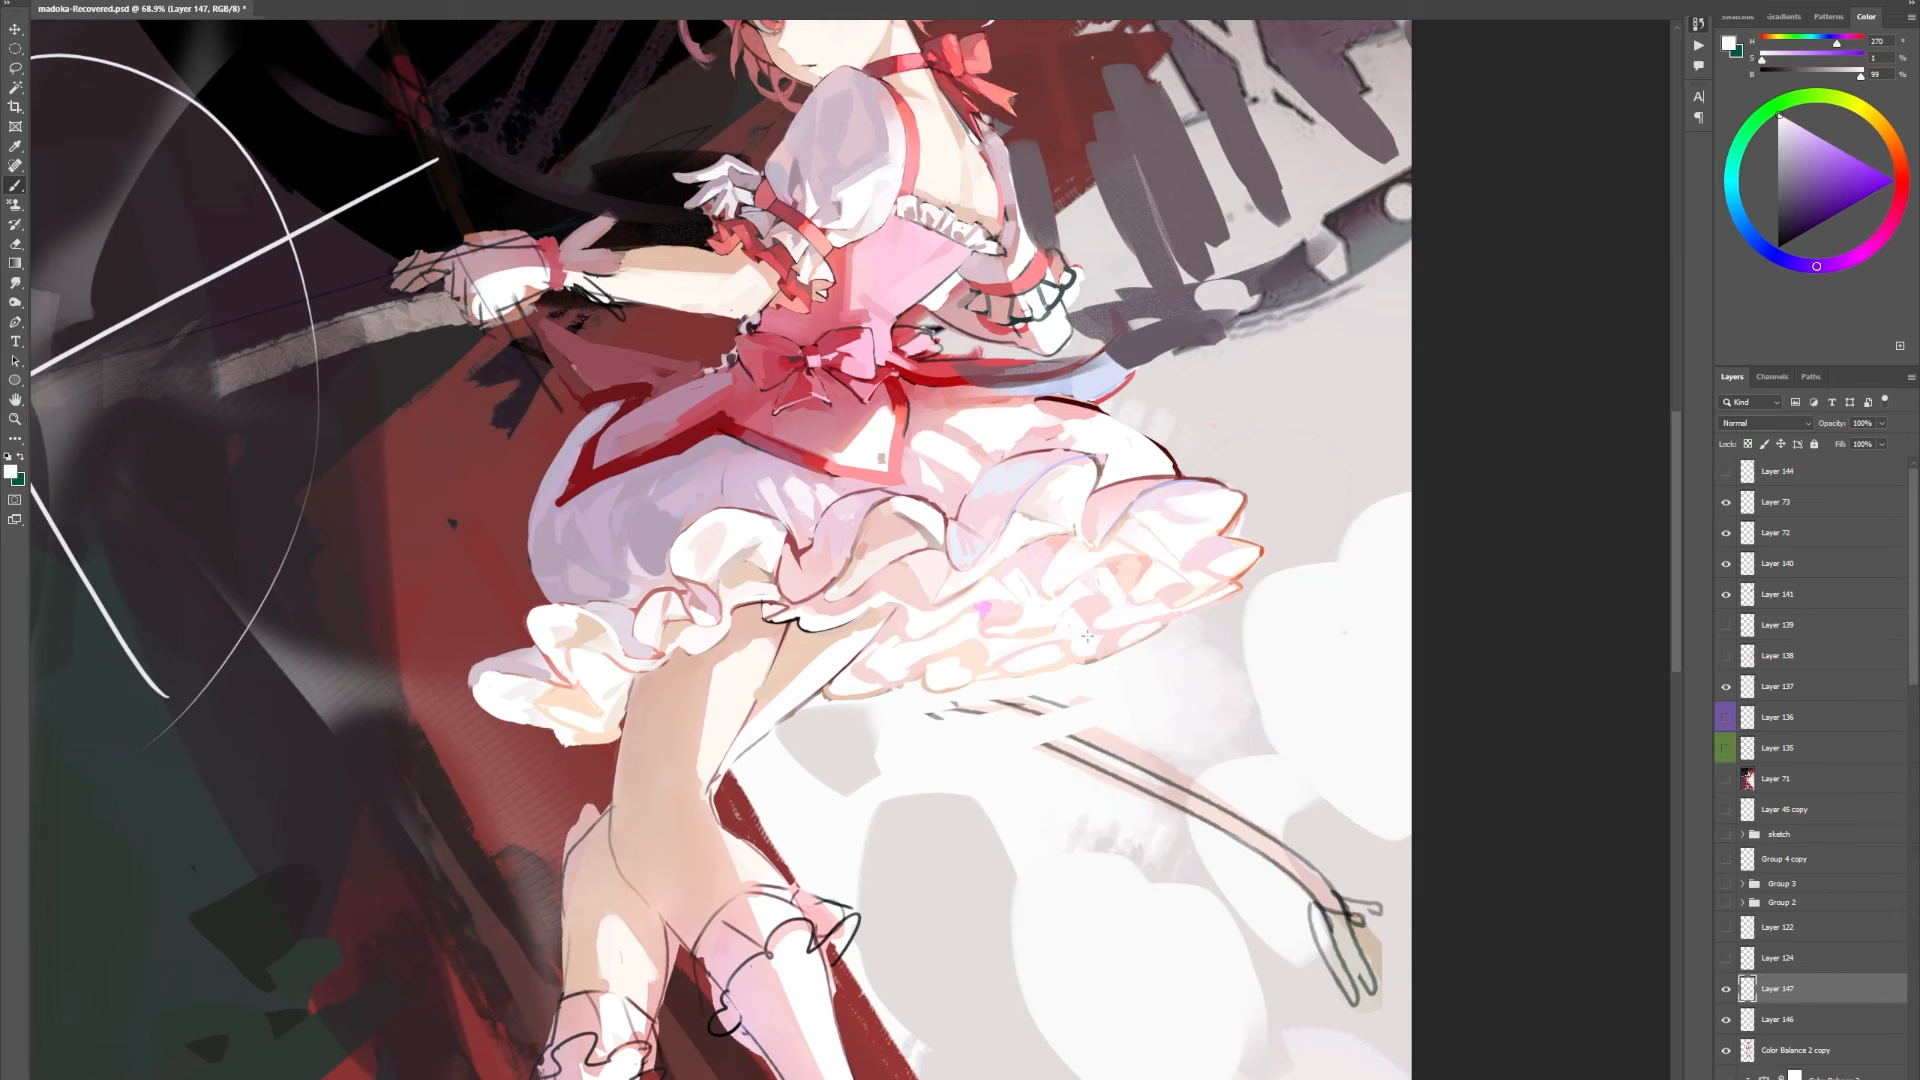 madoka-Recovered.psd @ 68.9% (Layer 147, RGB/8) *
Swatches Gradients Patterns Color
H 270 °
S 1 %
B 99 %
Layers Channels Paths
Kind
Normal Opacity: 100%
Lock: Fill: 100%
Layer 144
Layer 73
Layer 72
Layer 140
Layer 141
Layer 139
Layer 138
Layer 137
Layer 136
Layer 135
Layer 71
Layer 45 copy
sketch
Group 4 copy
Group 3
Group 2
Layer 122
Layer 124
Layer 147
Layer 146
Color Balance 2 copy